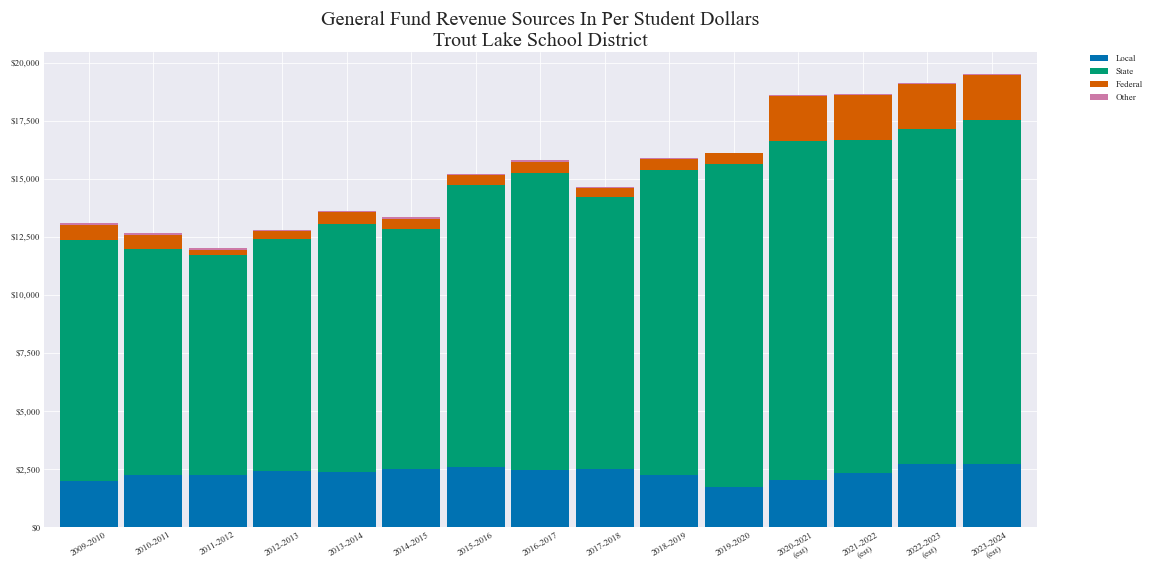 General Fund Revenue Sources In Per Student Dollars
Trout Lake School District
Local
State
Federal
Other
$20,000
$17,500
$15,000
$12,500
$10,000
$7,500
$5,000
$2,500
$0
2009-2010
2010-2011
2011-2012
2012-2013
2013-2014
2014-2015
2015-2016
2016-2017
2017-2018
2018-2019
2019-2020
2020-2021
(est)
2021-2022
(est)
2022-2023
(est)
2023-2024
(est)